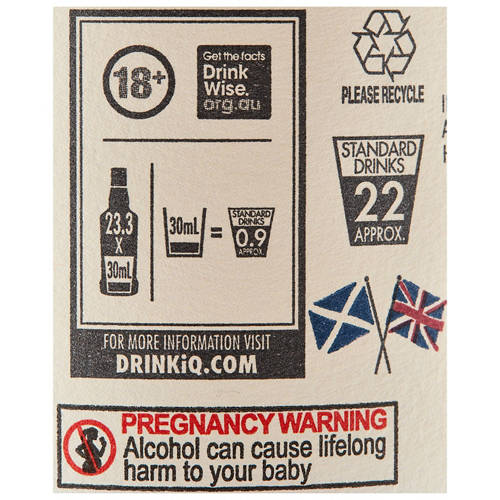 18+
Get the facts
Drink
Wise.
org.au
PLEASE RECYCLE
STANDARD
DRINKS
22
APPROX.
23.3
X
30mL
30mL
=
STANDARD
DRINKS
0.9
APPROX.
FOR MORE INFORMATION VISIT
DRINKiQ.COM
PREGNANCY WARNING
Alcohol can cause lifelong
harm to your baby